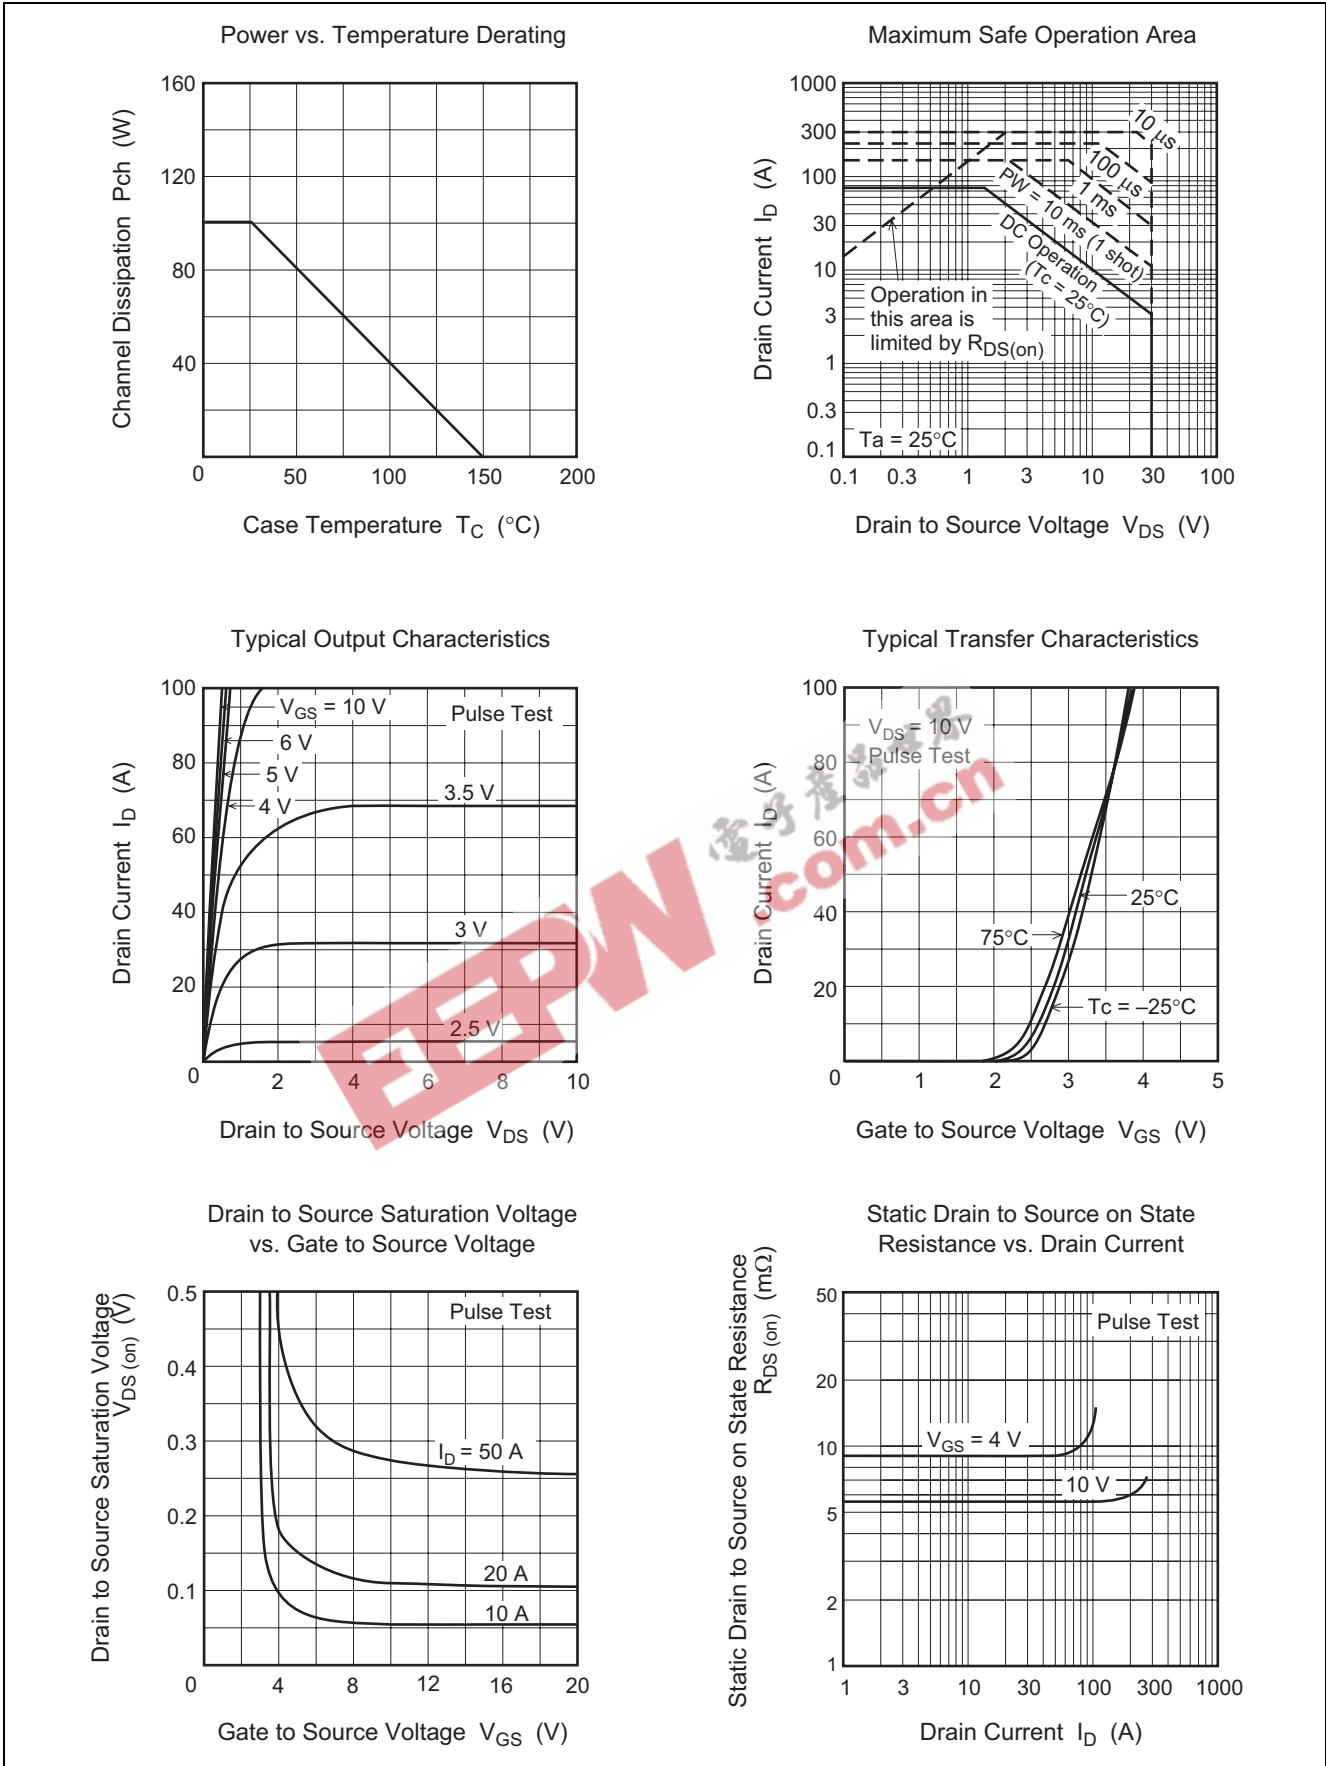 Power vs. Temperature Derating
Channel Dissipation Pch (W)
160
120
80
40
0
50
100
150
200
Case Temperature TC (°C)
Maximum Safe Operation Area
Drain Current ID (A)
1000
300
100
30
10
3
1
0.3
0.1
10 µs
100 µs
1 ms
PW = 10 ms (1 shot)
DC Operation
(Tc = 25°C)
Operation in
this area is
limited by RDS(on)
Ta = 25°C
0.1
0.3
1
3
10
30
100
Drain to Source Voltage VDS (V)
Typical Output Characteristics
Drain Current ID (A)
100
80
60
40
20
0
VGS = 10 V
6 V
5 V
4 V
Pulse Test
3.5 V
3 V
2.5 V
2
4
6
8
10
Drain to Source Voltage VDS (V)
Typical Transfer Characteristics
Drain Current ID (A)
100
80
60
40
20
0
VDS = 10 V
Pulse Test
25°C
75°C
Tc = –25°C
1
2
3
4
5
Gate to Source Voltage VGS (V)
EEPW
電子產品世界
.com.cn
Drain to Source Saturation Voltage
vs. Gate to Source Voltage
Drain to Source Saturation Voltage
VDS (on) (V)
0.5
0.4
0.3
0.2
0.1
0
Pulse Test
ID = 50 A
20 A
10 A
4
8
12
16
20
Gate to Source Voltage VGS (V)
Static Drain to Source on State
Resistance vs. Drain Current
Static Drain to Source on State Resistance
RDS (on) (mΩ)
50
20
10
5
2
1
Pulse Test
VGS = 4 V
10 V
1
3
10
30
100
300
1000
Drain Current ID (A)